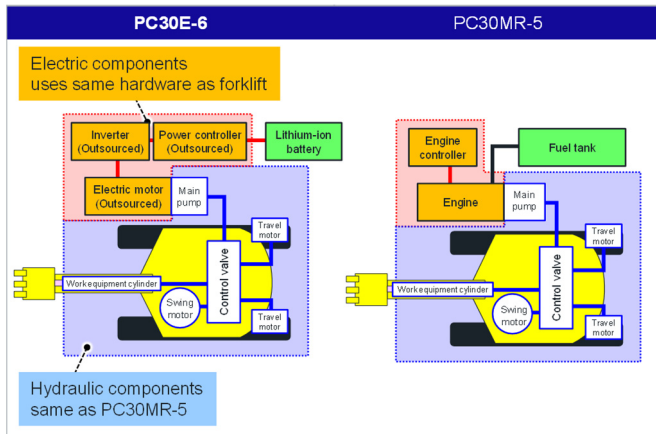 PC30E-6
PC30MR-5
Electric components
uses same hardware as forklift
Inverter
(Outsourced)
Power controller
(Outsourced)
Lithium-ion
battery
Electric motor
(Outsourced)
Main
pump
Travel
motor
Control valve
Work equipment cylinder
Swing
motor
Travel
motor
Hydraulic components
same as PC30MR-5
Engine
controller
Fuel tank
Engine
Main
pump
Travel
motor
Control valve
Work equipment cylinder
Swing
motor
Travel
motor